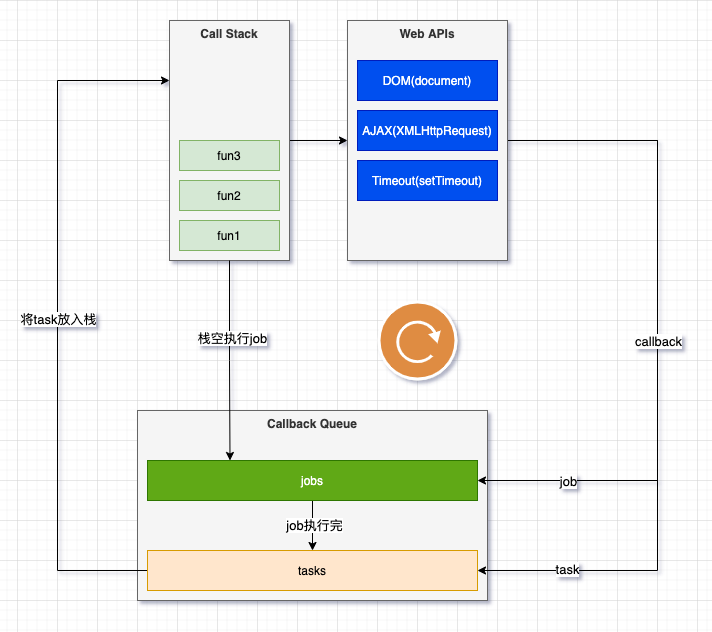 Call Stack
Web APIs
DOM(document)
AJAX(XMLHttpRequest)
Timeout(setTimeout)
fun3
fun2
fun1
将task放入栈
栈空执行job
callback
Callback Queue
jobs
job
job执行完
tasks
task